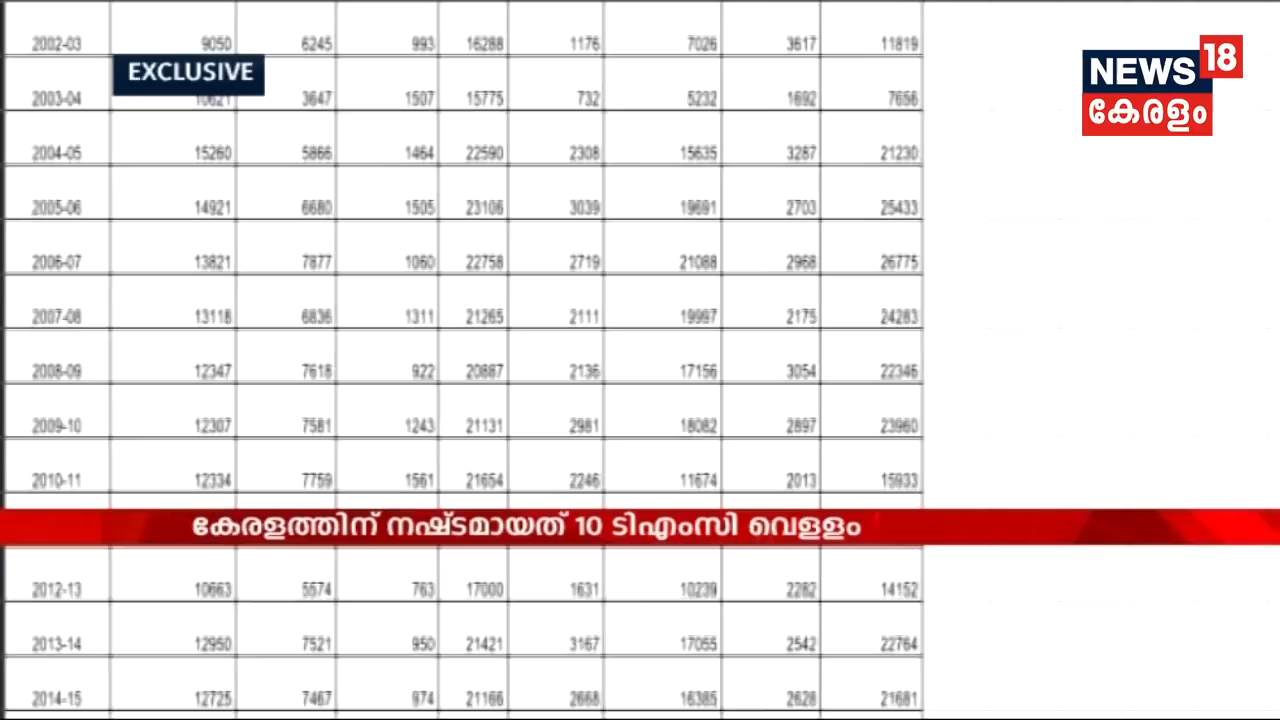 2002-03 9050 6245 993 16288 1176 7026 3617 11819
EXCLUSIVE
NEWS 18
കേരളം
2003-04 10621 3647 1507 15775 732 5232 1692 7656
2004-05 15260 5866 1464 22590 2308 15635 3287 21230
2005-06 14921 6680 1505 23106 3039 19691 2703 25433
2006-07 13821 7877 1060 22758 2719 21088 2968 26775
2007-08 13118 6836 1311 21265 2111 19997 2175 24283
2008-09 12347 7618 922 20887 2136 17156 3054 22346
2009-10 12307 7581 1243 21131 2981 18082 2897 23960
2010-11 12334 7759 1561 21654 2246 11674 2013 15933
കേരളത്തിന് നഷ്ടമായത് 10 ടിഎംസി വെള്ളം
2012-13 10663 5574 763 17000 1631 10239 2282 14152
2013-14 12950 7521 950 21421 3167 17055 2542 22764
2014-15 12725 7467 974 21166 2668 16385 2628 21681